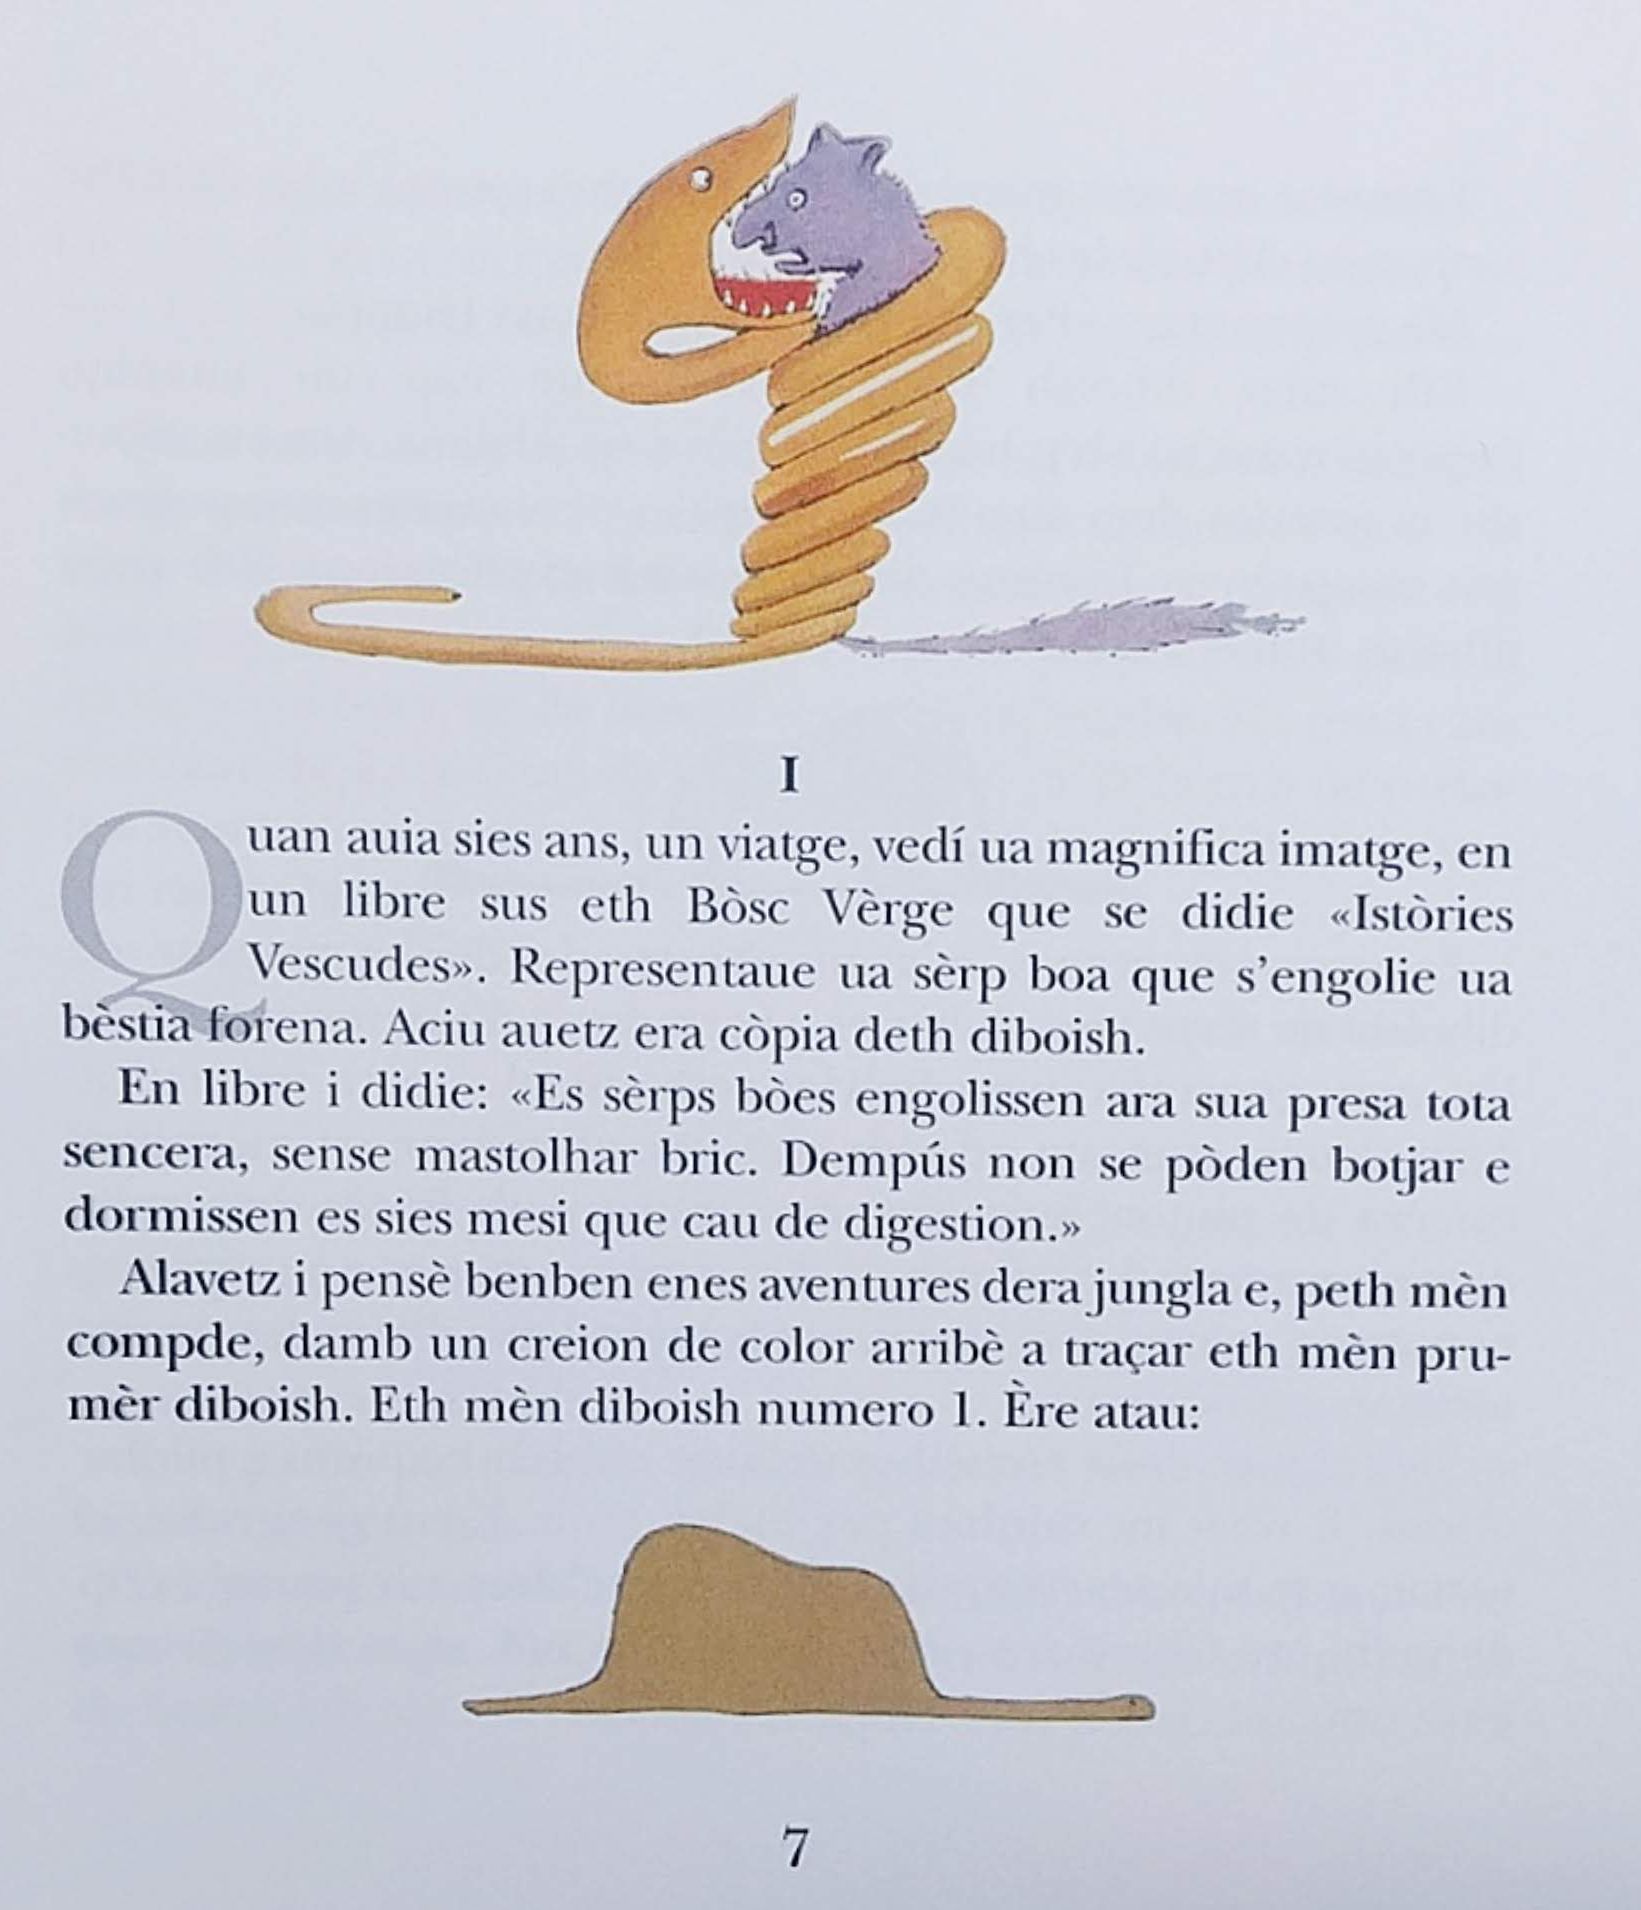 I
Quan auia sies ans, un viatge, vedí ua magnifica imatge, en
un libre sus eth Bòsc Vèrge que se didie «Istòries
Vescudes». Representaue ua sèrp boa que s’engolie ua
bèstia forena. Aciu auetz era còpia deth diboish.
En libre i didie: «Es sèrps bòes engolissen ara sua presa tota
sencera, sense mastolhar bric. Dempús non se pòden botjar e
dormissen es sies mesi que cau de digestion.»
Alavetz i pensè benben enes aventures dera jungla e, peth mèn
compde, damb un creion de color arribè a traçar eth mèn pru-
mèr diboish. Eth mèn diboish numero 1. Ère atau:
7